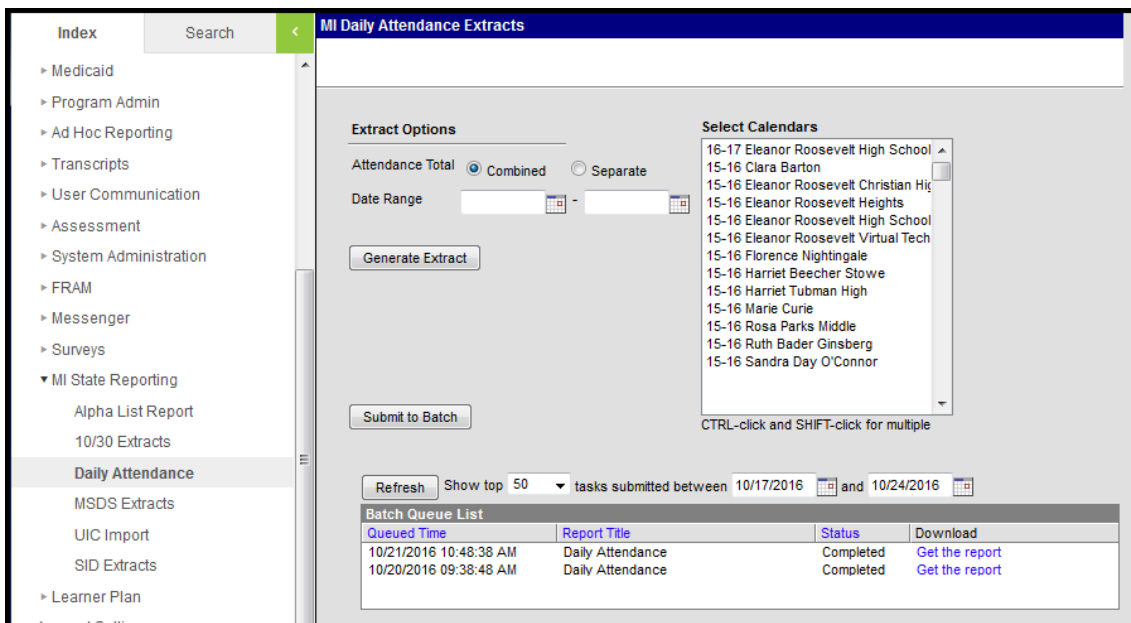 Index
Search
MI Daily Attendance Extracts
Medicaid
Program Admin
Ad Hoc Reporting
Transcripts
User Communication
Assessment
System Administration
FRAM
Messenger
Surveys
MI State Reporting
Alpha List Report
10/30 Extracts
Daily Attendance
MSDS Extracts
UIC Import
SID Extracts
Learner Plan
Extract Options
Attendance Total Combined Separate
Date Range -
Generate Extract
Submit to Batch
Select Calendars
16-17 Eleanor Roosevelt High School
15-16 Clara Barton
15-16 Eleanor Roosevelt Christian Hig
15-16 Eleanor Roosevelt Heights
15-16 Eleanor Roosevelt High School
15-16 Eleanor Roosevelt Virtual Tech
15-16 Florence Nightingale
15-16 Harriet Beecher Stowe
15-16 Harriet Tubman High
15-16 Marie Curie
15-16 Rosa Parks Middle
15-16 Ruth Bader Ginsberg
15-16 Sandra Day O'Connor
CTRL-click and SHIFT-click for multiple
Refresh Show top 50 tasks submitted between 10/17/2016 and 10/24/2016
Batch Queue List
Queued Time Report Title Status Download
10/21/2016 10:48:38 AM Daily Attendance Completed Get the report
10/20/2016 09:38:48 AM Daily Attendance Completed Get the report